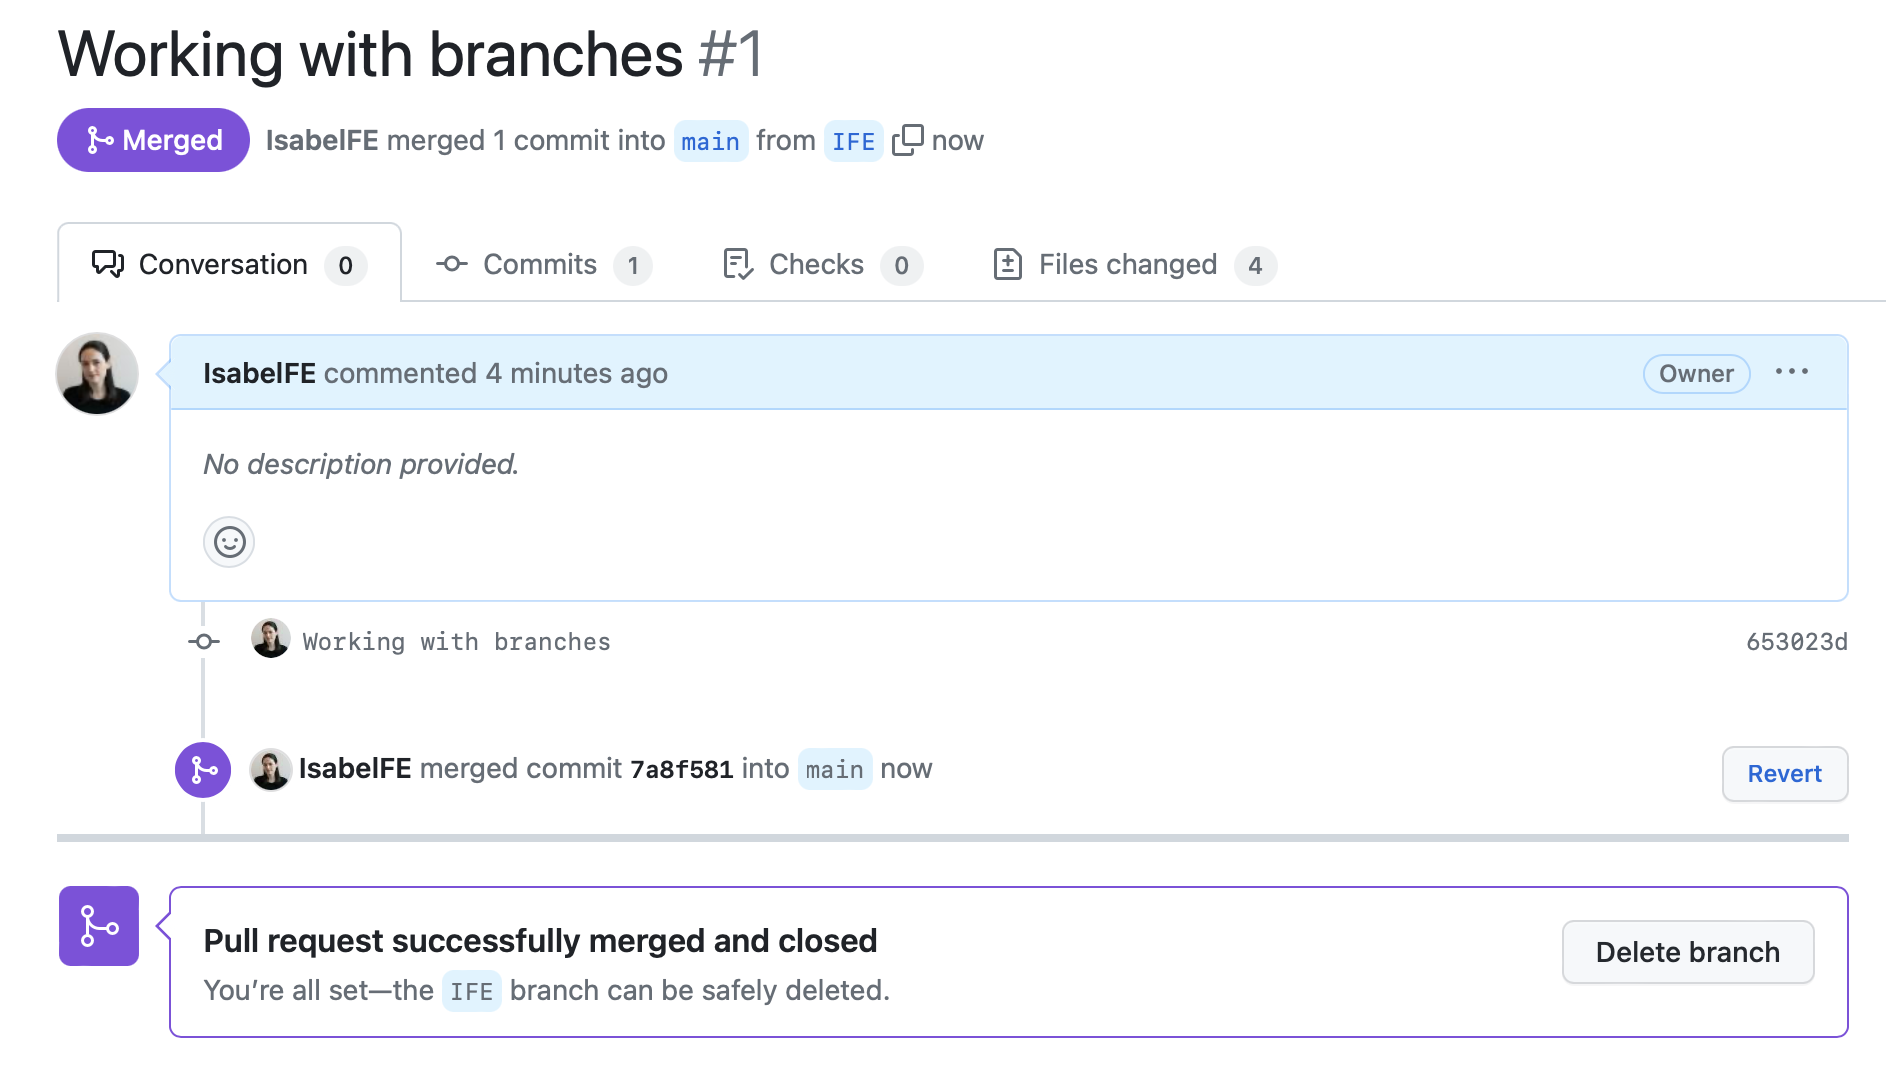 Working with branches #1
Merged IsabelFE merged 1 commit into main from IFE now
Conversation 0 Commits 1 Checks 0 Files changed 4
IsabelFE commented 4 minutes ago Owner ···
No description provided.
Working with branches 653023d
IsabelFE merged commit 7a8f581 into main now Revert
Pull request successfully merged and closed
Delete branch
You’re all set—the IFE branch can be safely deleted.